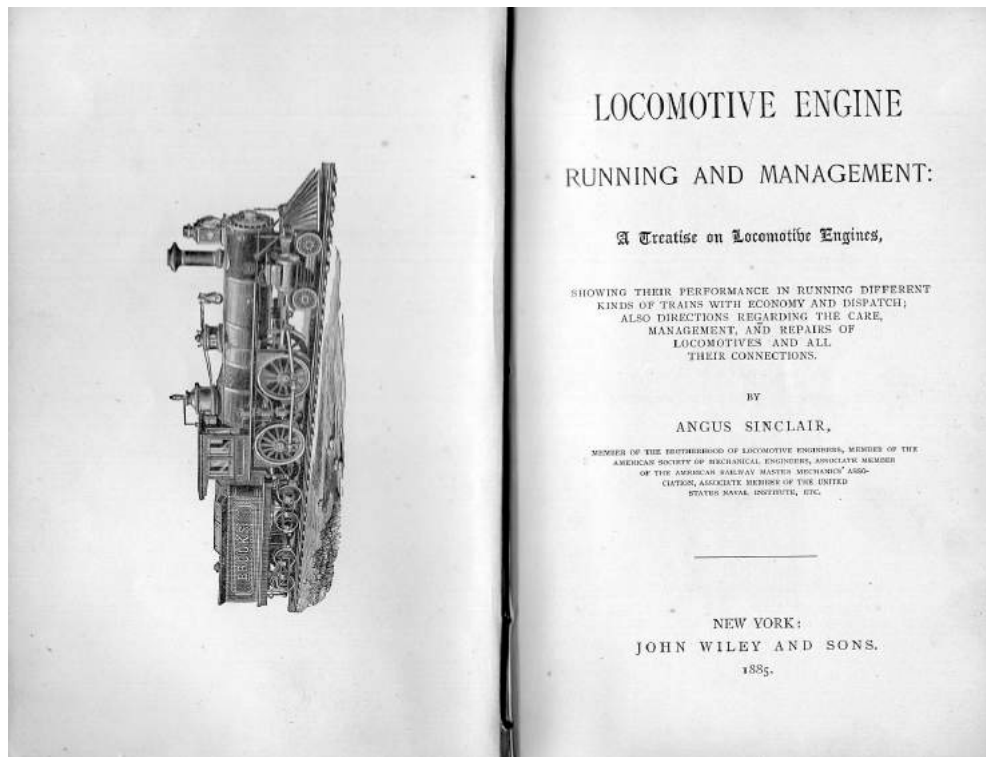 BROOKS
LOCOMOTIVE ENGINE
RUNNING AND MANAGEMENT:
A Treatise on Locomotive Engines,
SHOWING THEIR PERFORMANCE IN RUNNING DIFFERENT
KINDS OF TRAINS WITH ECONOMY AND DISPATCH;
ALSO DIRECTIONS REGARDING THE CARE,
MANAGEMENT, AND REPAIRS OF
LOCOMOTIVES AND ALL
THEIR CONNECTIONS.
BY
ANGUS SINCLAIR,
MEMBER OF THE BROTHERHOOD OF LOCOMOTIVE ENGINEERS, MEMBER OF THE
AMERICAN SOCIETY OF MECHANICAL ENGINEERS, ASSOCIATE MEMBER
OF THE AMERICAN RAILWAY MASTER MECHANICS' ASSO-
CIATION, ASSOCIATE MEMBER OF THE UNITED
STATES NAVAL INSTITUTE, ETC.
NEW YORK:
JOHN WILEY AND SONS.
1885.